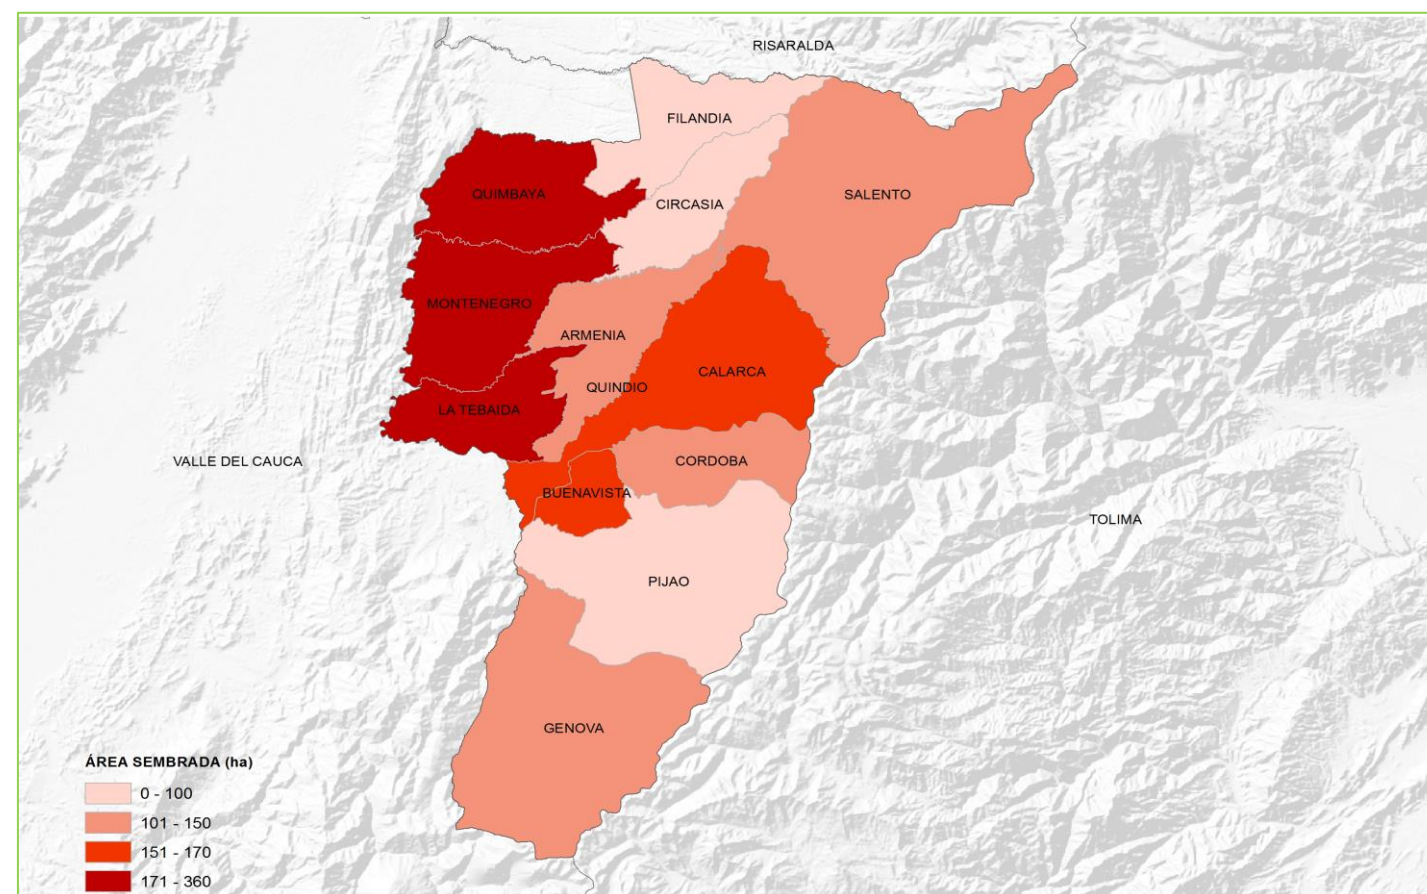 RISARALDA
FILANDIA
QUIMBAYA
SALENTO
CIRCASIA
MONTENEGRO
ARMENIA
CALARCA
QUINDIO
LA TEBAIDA
VALLE DEL CAUCA
CORDOBA
BUENAVISTA
TOLIMA
PIJAO
GENOVA
ÁREA SEMBRADA (ha)
0 - 100
101 - 150
151 - 170
171 - 360